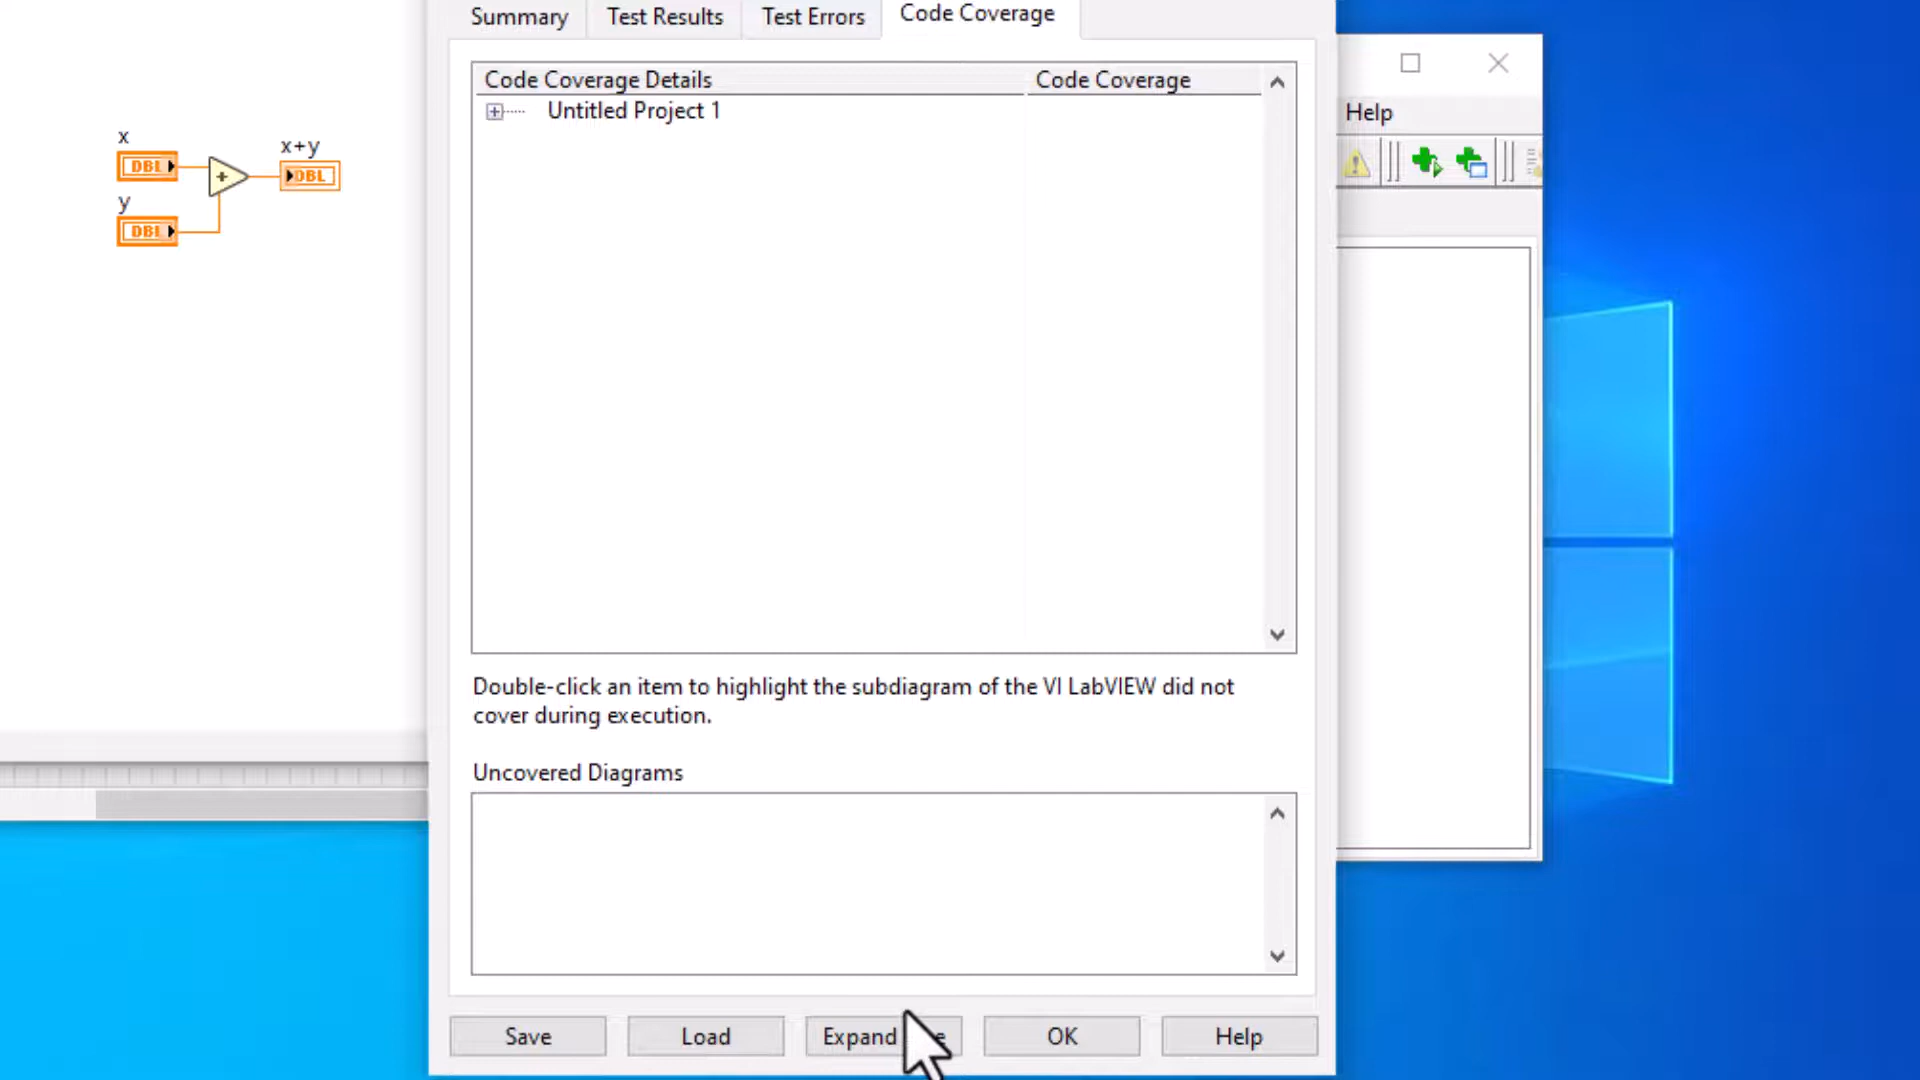 Summary
Test Results
Test Errors
Code Coverage
Code Coverage Details
Code Coverage
Untitled Project 1
Help
x
DBL
x+y
DBL
+
y
DBL
Double-click an item to highlight the subdiagram of the VI LabVIEW did not
cover during execution.
Uncovered Diagrams
Save
Load
Expand
OK
Help